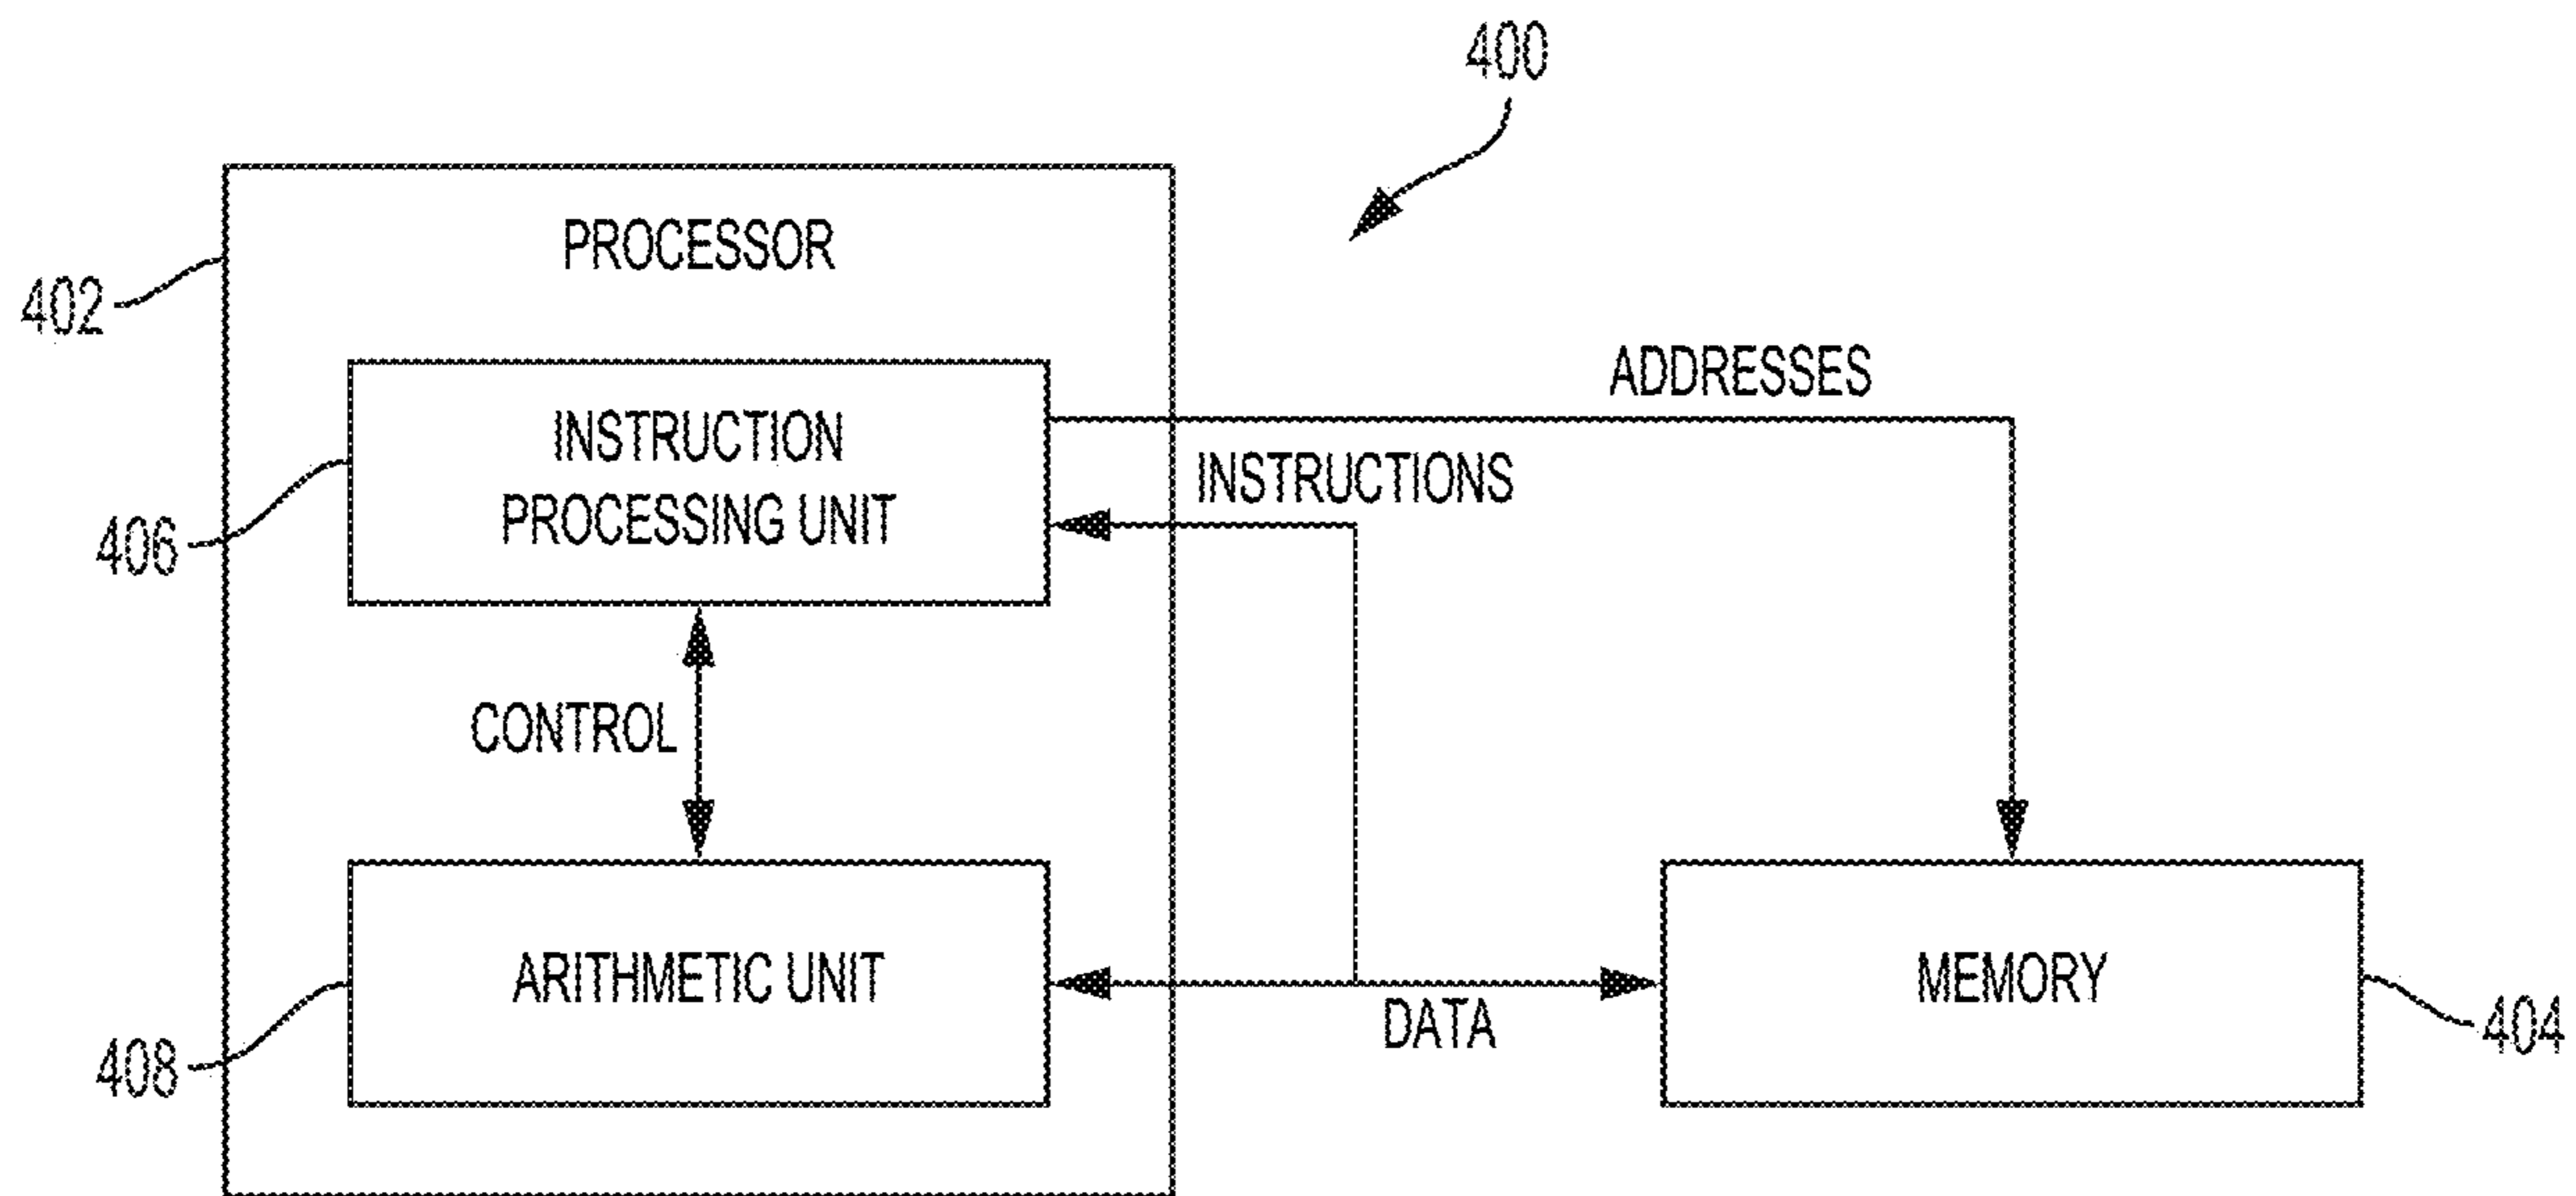 400
PROCESSOR
402
ADDRESSES
INSTRUCTION
PROCESSING UNIT
INSTRUCTIONS
406
CONTROL
ARITHMETIC UNIT
MEMORY
DATA
408
404